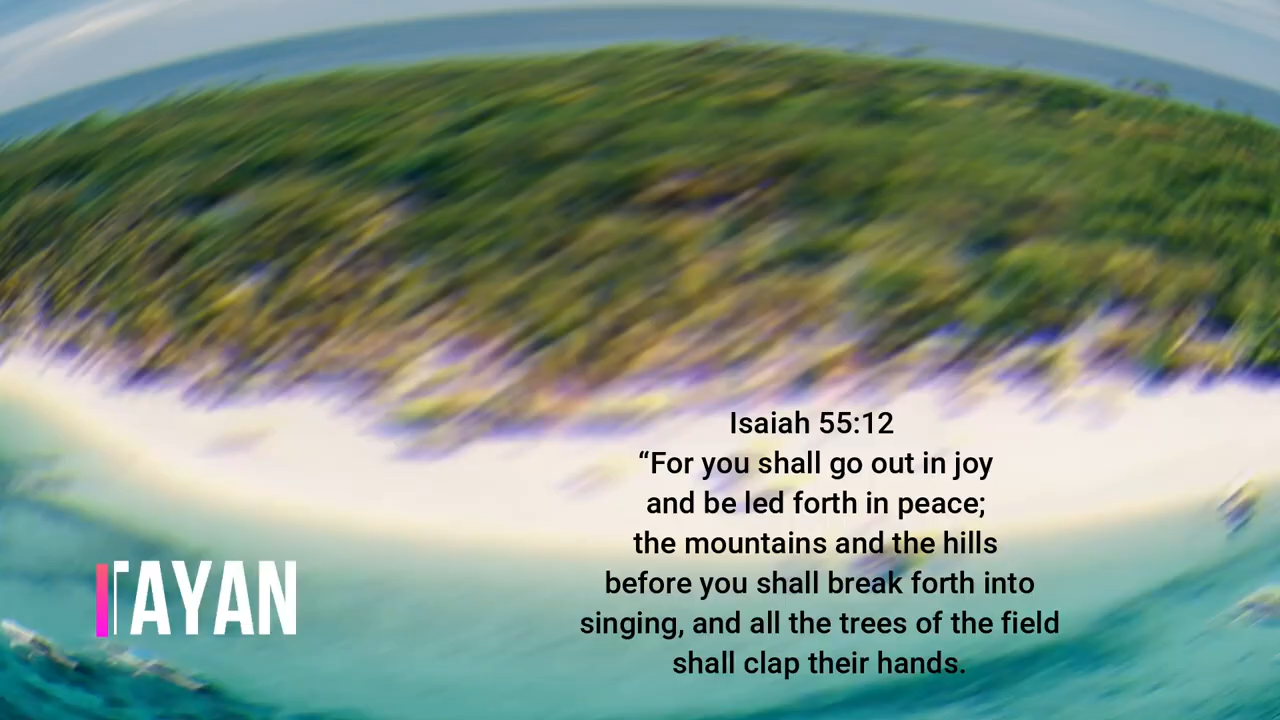 Isaiah 55:12
“For you shall go out in joy
and be led forth in peace;
the mountains and the hills
before you shall break forth into
singing, and all the trees of the field
shall clap their hands.